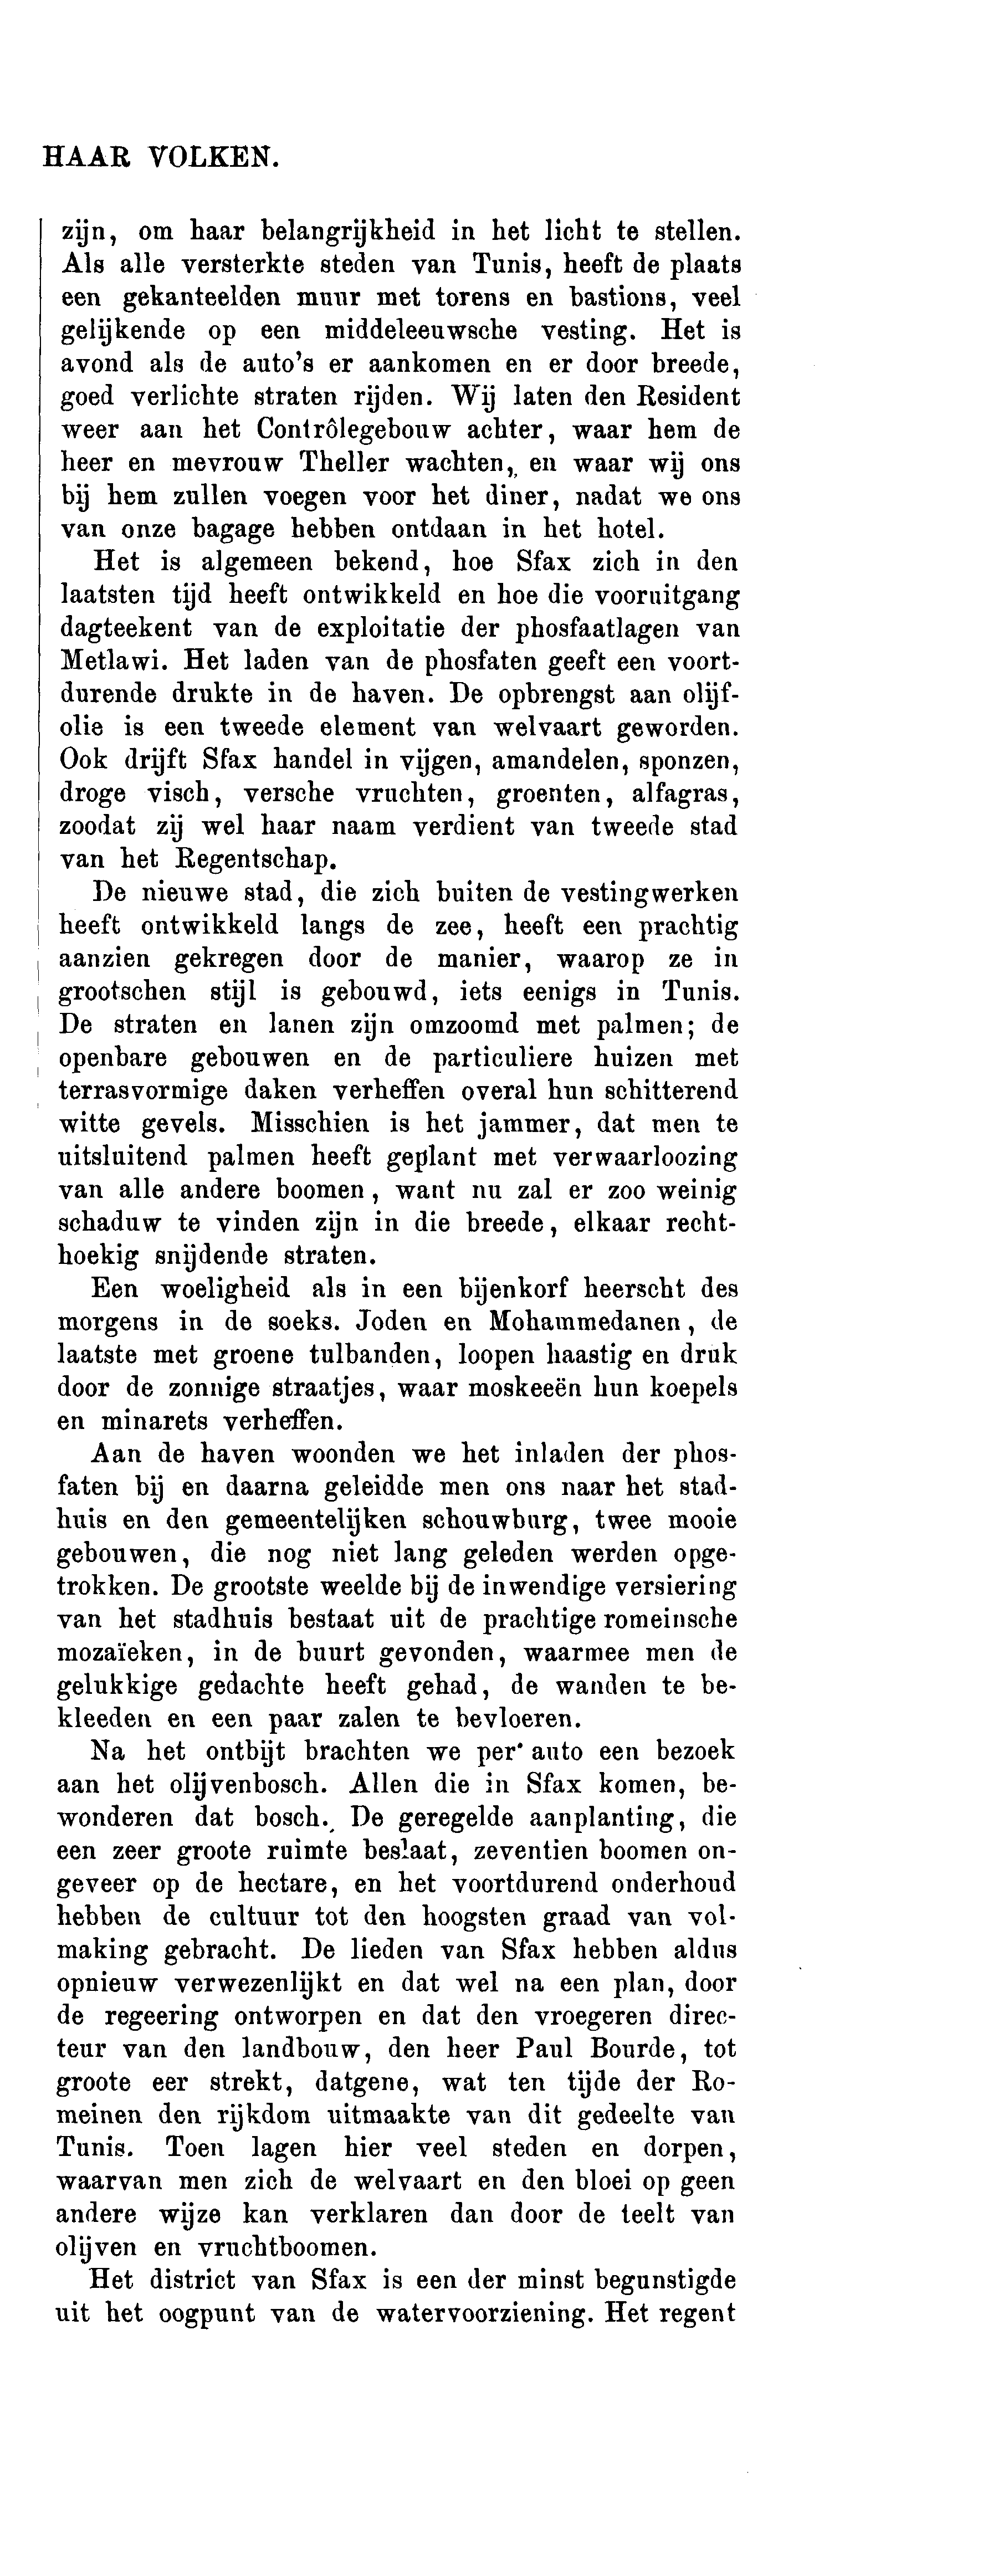 HAAR VOLKEN.
zijn, om haar belangrijkheid in het licht te stellen.
Als alle versterkte steden van Tunis, heeft de plaats
een gekanteelden muur met torens en bastions, veel
gelijkende op een middeleeuwsche vesting. Het is
avond als de auto's er aankomen en er door breede,
goed verlichte straten rijden. Wij laten den Resident
weer aan het Contrôlegebouw achter, waar hem de
heer en mevrouw Theller wachten, en waar wij ons
bij hem zullen voegen voor het diner, nadat we ons
van onze bagage hebben ontdaan in het hotel.
Het is algemeen bekend, hoe Sfax zich in den
laatsten tijd heeft ontwikkeld en hoe die vooruitgang
dagteekent van de exploitatie der phosfaatlagen van
Metlawi. Het laden van de phosfaten geeft een voort-
durende drukte in de haven. De opbrengst aan olijf-
olie is een tweede element van welvaart geworden.
Ook drijft Sfax handel in vijgen, amandelen, sponzen,
droge visch, versche vruchten, groenten, alfagras,
zoodat zij wel haar naam verdient van tweede stad
van het Regentschap.
De nieuwe stad, die zich buiten de vestingwerken
heeft ontwikkeld langs de zee, heeft een prachtig
aanzien gekregen door de manier, waarop ze in
grootschen stijl is gebouwd, iets eenigs in Tunis.
De straten en lanen zijn omzoomd met palmen; de
openbare gebouwen en de particuliere huizen met
terrasvormige daken verheffen overal hun schitterend
witte gevels. Misschien is het jammer, dat men te
uitsluitend palmen heeft geplant met verwaarloozing
van alle andere boomen, want nu zal er zoo weinig
schaduw te vinden zijn in die breede, elkaar recht-
hoekig snijdende straten.
Een woeligheid als in een bijenkorf heerscht des
morgens in de soeks. Joden en Mohammedanen, de
laatste met groene tulbanden, loopen haastig en druk
door de zonnige straatjes, waar moskeeën hun koepels
en minarets verheffen.
Aan de haven woonden we het inladen der phos-
faten bij en daarna geleidde men ons naar het stad-
huis en den gemeentelijken schouwburg, twee mooie
gebouwen, die nog niet lang geleden werden opge-
trokken. De grootste weelde bij de inwendige versiering
van het stadhuis bestaat uit de prachtige romeinsche
mozaïeken, in de buurt gevonden, waarmee men de
gelukkige gedachte heeft gehad, de wanden te be-
kleeden en een paar zalen te bevloeren.
Na het ontbijt brachten we per auto een bezoek
aan het olijvenbosch. Allen die in Sfax komen, be-
wonderen dat bosch. De geregelde aanplanting, die
een zeer groote ruimte beslaat, zeventien boomen on-
geveer op de hectare, en het voortdurend onderhoud
hebben de cultuur tot den hoogsten graad van vol-
making gebracht. De lieden van Sfax hebben aldus
opnieuw verwezenlijkt en dat wel na een plan, door
de regeering ontworpen en dat den vroegeren direc-
teur van den landbouw, den heer Paul Bourde, tot
groote eer strekt, datgene, wat ten tijde der Ro-
meinen den rijkdom uitmaakte van dit gedeelte van
Tunis. Toen lagen hier veel steden en dorpen,
waarvan men zich de welvaart en den bloei op geen
andere wijze kan verklaren dan door de teelt van
olijven en vruchtboomen.
Het district van Sfax is een der minst begunstigde
uit het oogpunt van de watervoorziening. Het regent